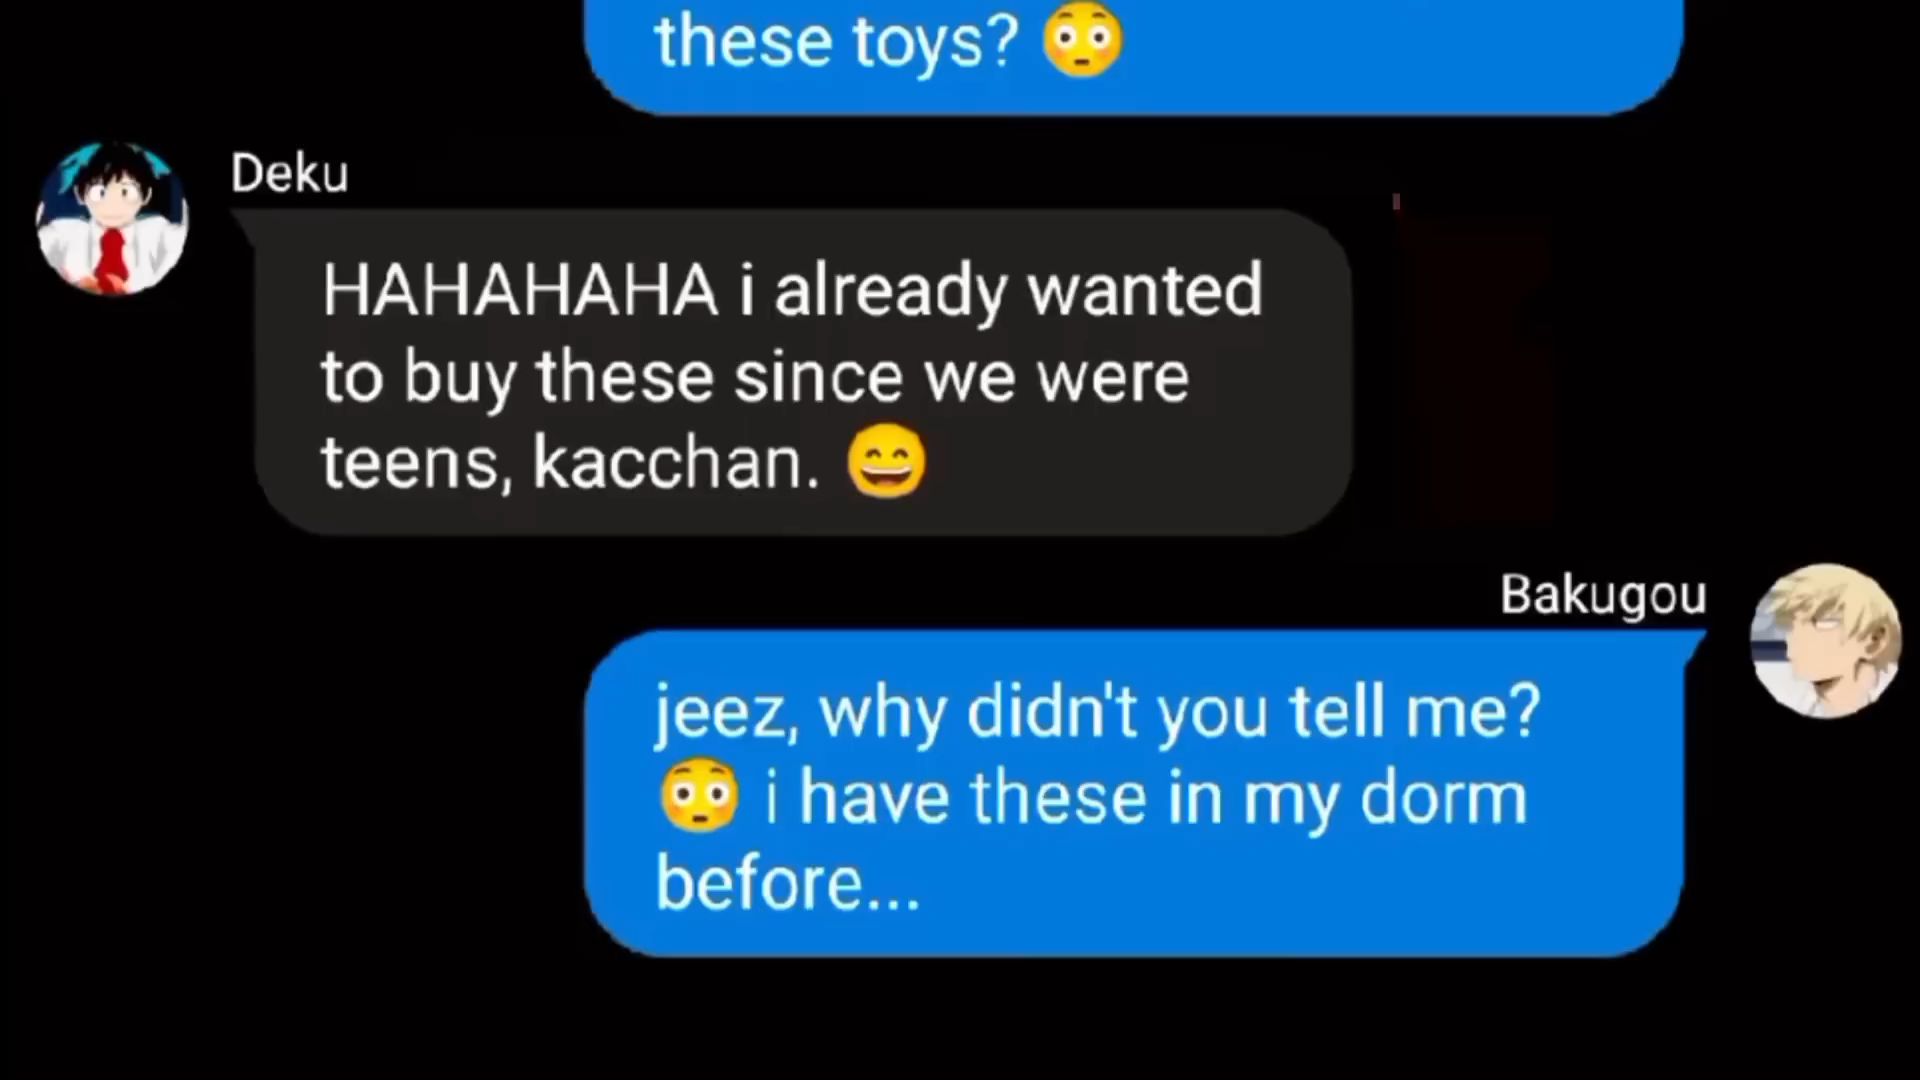 these toys? 😳
Deku
HAHAHAHA i already wanted
to buy these since we were
teens, kacchan. 😄
Bakugou
jeez, why didn't you tell me?
😳 i have these in my dorm
before...